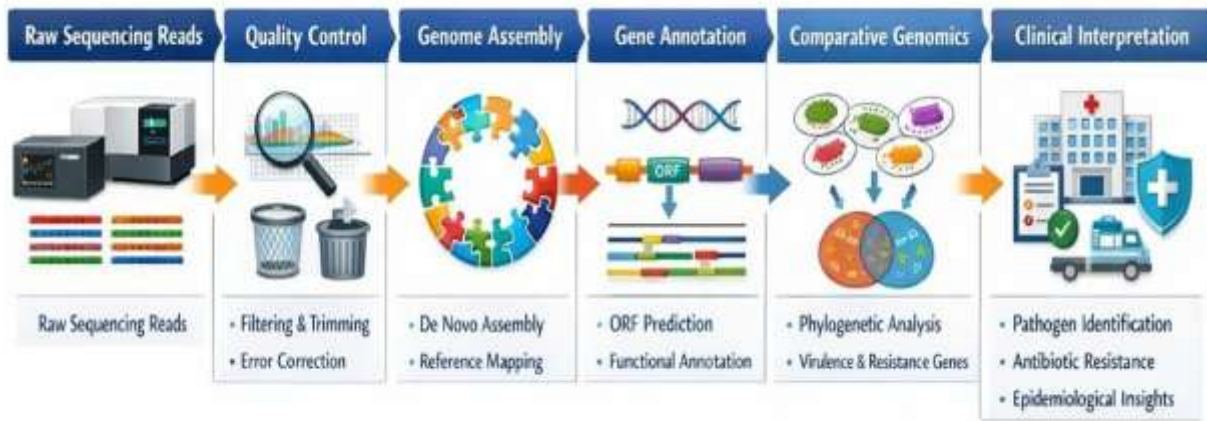 Raw Sequencing Reads
Quality Control
Genome Assembly
Gene Annotation
Comparative Genomics
Clinical Interpretation
ORF
Raw Sequencing Reads
• Filtering & Trimming
• Error Correction
• De Novo Assembly
• Reference Mapping
• ORF Prediction
• Functional Annotation
• Phylogenetic Analysis
• Virulence & Resistance Genes
• Pathogen Identification
• Antibiotic Resistance
• Epidemiological Insights